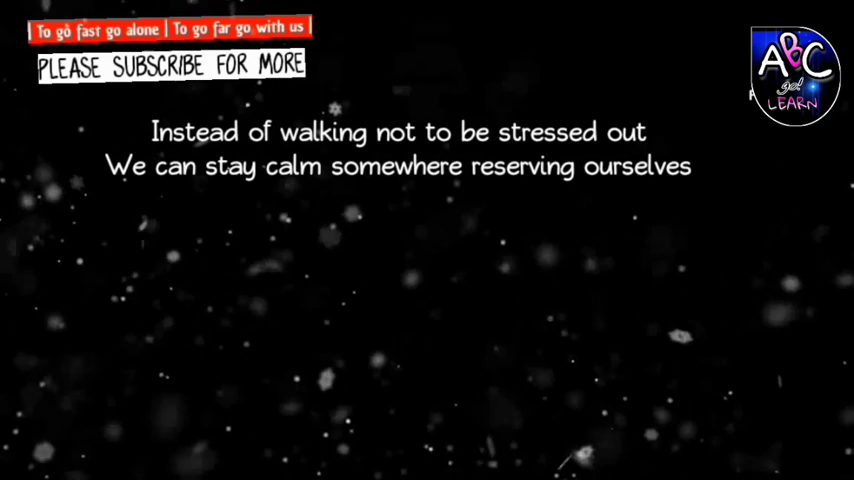 | To go fast go alone | To go far go with us |
PLEASE SUBSCRIBE FOR MORE
ABC
go!
LEARN
Instead of walking not to be stressed out
We can stay calm somewhere reserving ourselves